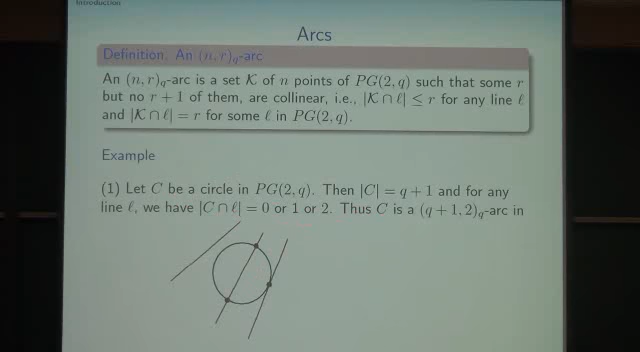 Introduction
Arcs
Definition. An (n, r)_q-arc
An (n, r)_q-arc is a set 𝒦 of n points of PG(2, q) such that some r
but no r + 1 of them, are collinear, i.e., |𝒦 ∩ ℓ| ≤ r for any line ℓ
and |𝒦 ∩ ℓ| = r for some ℓ in PG(2, q).
Example
(1) Let C be a circle in PG(2, q). Then |C| = q + 1 and for any
line ℓ, we have |C ∩ ℓ| = 0 or 1 or 2. Thus C is a (q + 1, 2)_q-arc in